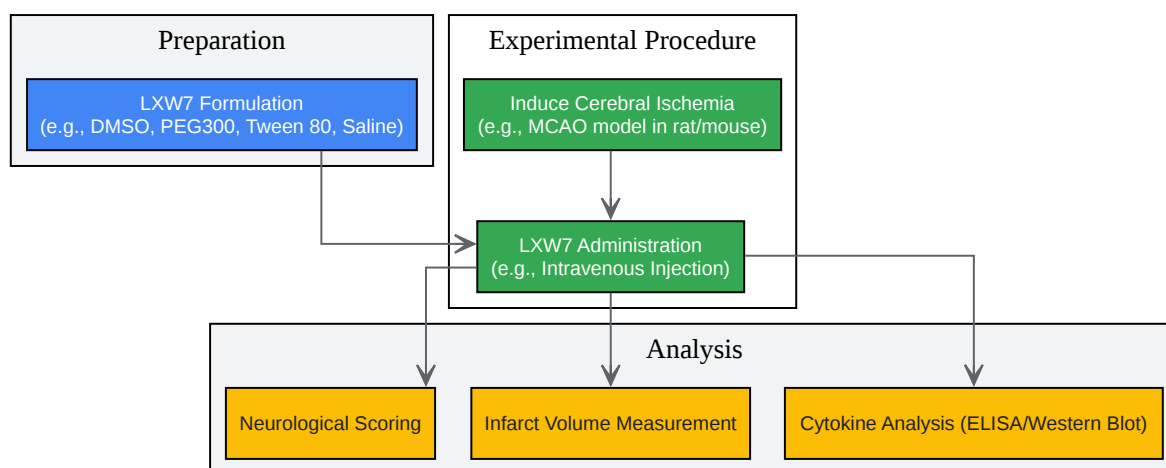 Preparation
LXW7 Formulation
(e.g., DMSO, PEG300, Tween 80, Saline)
Experimental Procedure
Induce Cerebral Ischemia
(e.g., MCAO model in rat/mouse)
LXW7 Administration
(e.g., Intravenous Injection)
Analysis
Neurological Scoring
Infarct Volume Measurement
Cytokine Analysis (ELISA/Western Blot)